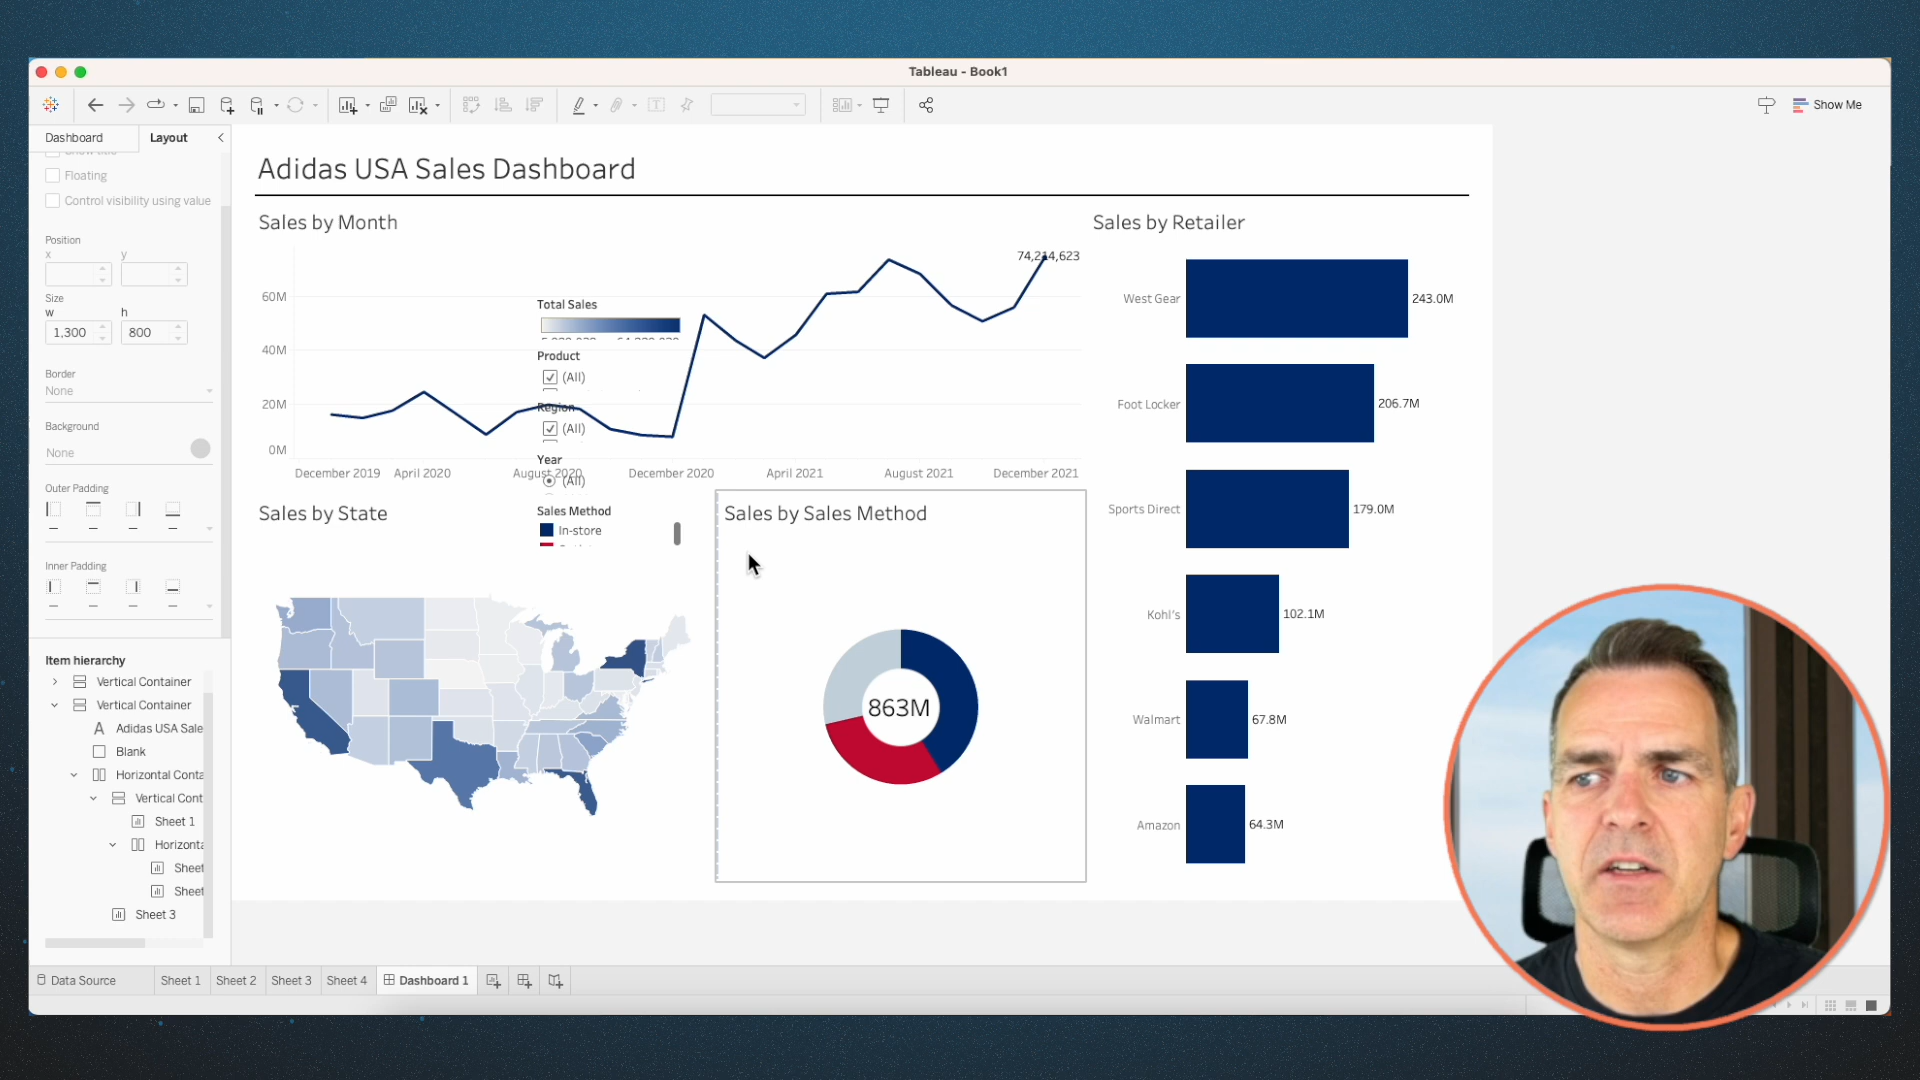 Tableau - Book1
Show Me
Dashboard
Layout
Floating
Control visibility using value
Position
x y
Size
w h
1,300 800
Border
None
Background
None
Outer Padding
Inner Padding
Item hierarchy
Vertical Container
Vertical Container
Adidas USA Sale
Blank
Horizontal Conta
Vertical Cont
Sheet 1
Horizonta
Sheet
Sheet
Sheet 3
Adidas USA Sales Dashboard
Sales by Month
74,214,623
60M
40M
20M
0M
December 2019 April 2020 August 2020 December 2020 April 2021 August 2021 December 2021
Total Sales
Product
(All)
Region
(All)
Year
(All)
Sales Method
In-store
Sales by State
Sales by Sales Method
863M
Sales by Retailer
West Gear 243.0M
Foot Locker 206.7M
Sports Direct 179.0M
Kohl's 102.1M
Walmart 67.8M
Amazon 64.3M
Data Source Sheet 1 Sheet 2 Sheet 3 Sheet 4 Dashboard 1